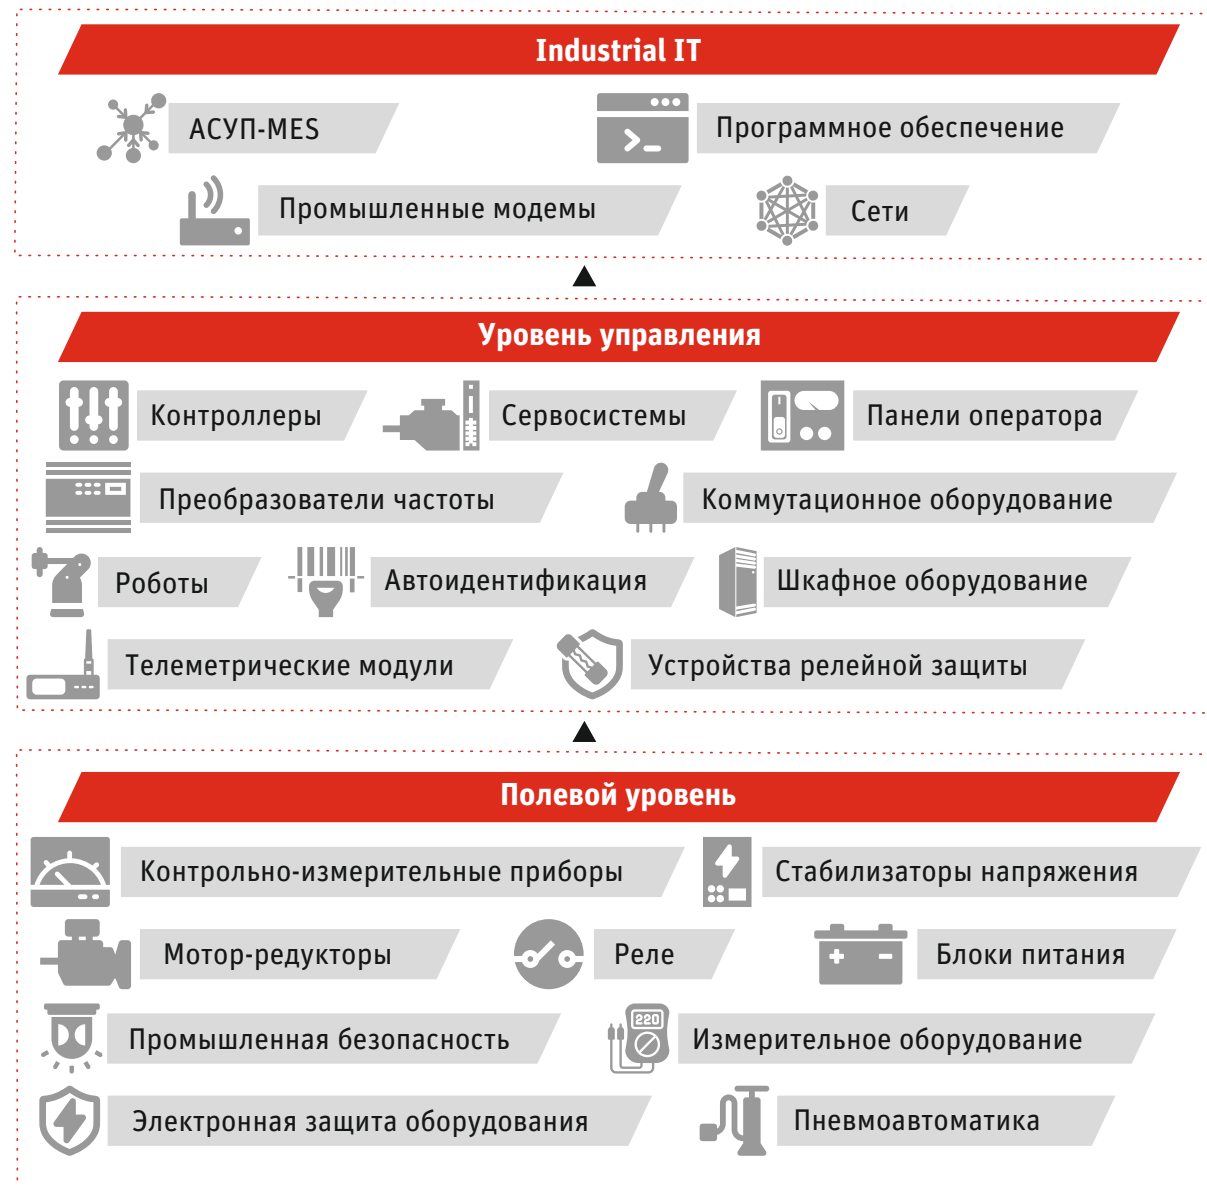 Industrial IT
АСУП-MES
Программное обеспечение
Промышленные модемы
Сети
Уровень управления
Контроллеры
Сервосистемы
Панели оператора
Преобразователи частоты
Коммутационное оборудование
Роботы
Автоидентификация
Шкафное оборудование
Телеметрические модули
Устройства релейной защиты
Полевой уровень
Контрольно-измерительные приборы
Стабилизаторы напряжения
Мотор-редукторы
Реле
Блоки питания
Промышленная безопасность
220
Измерительное оборудование
Электронная защита оборудования
Пневмоавтоматика